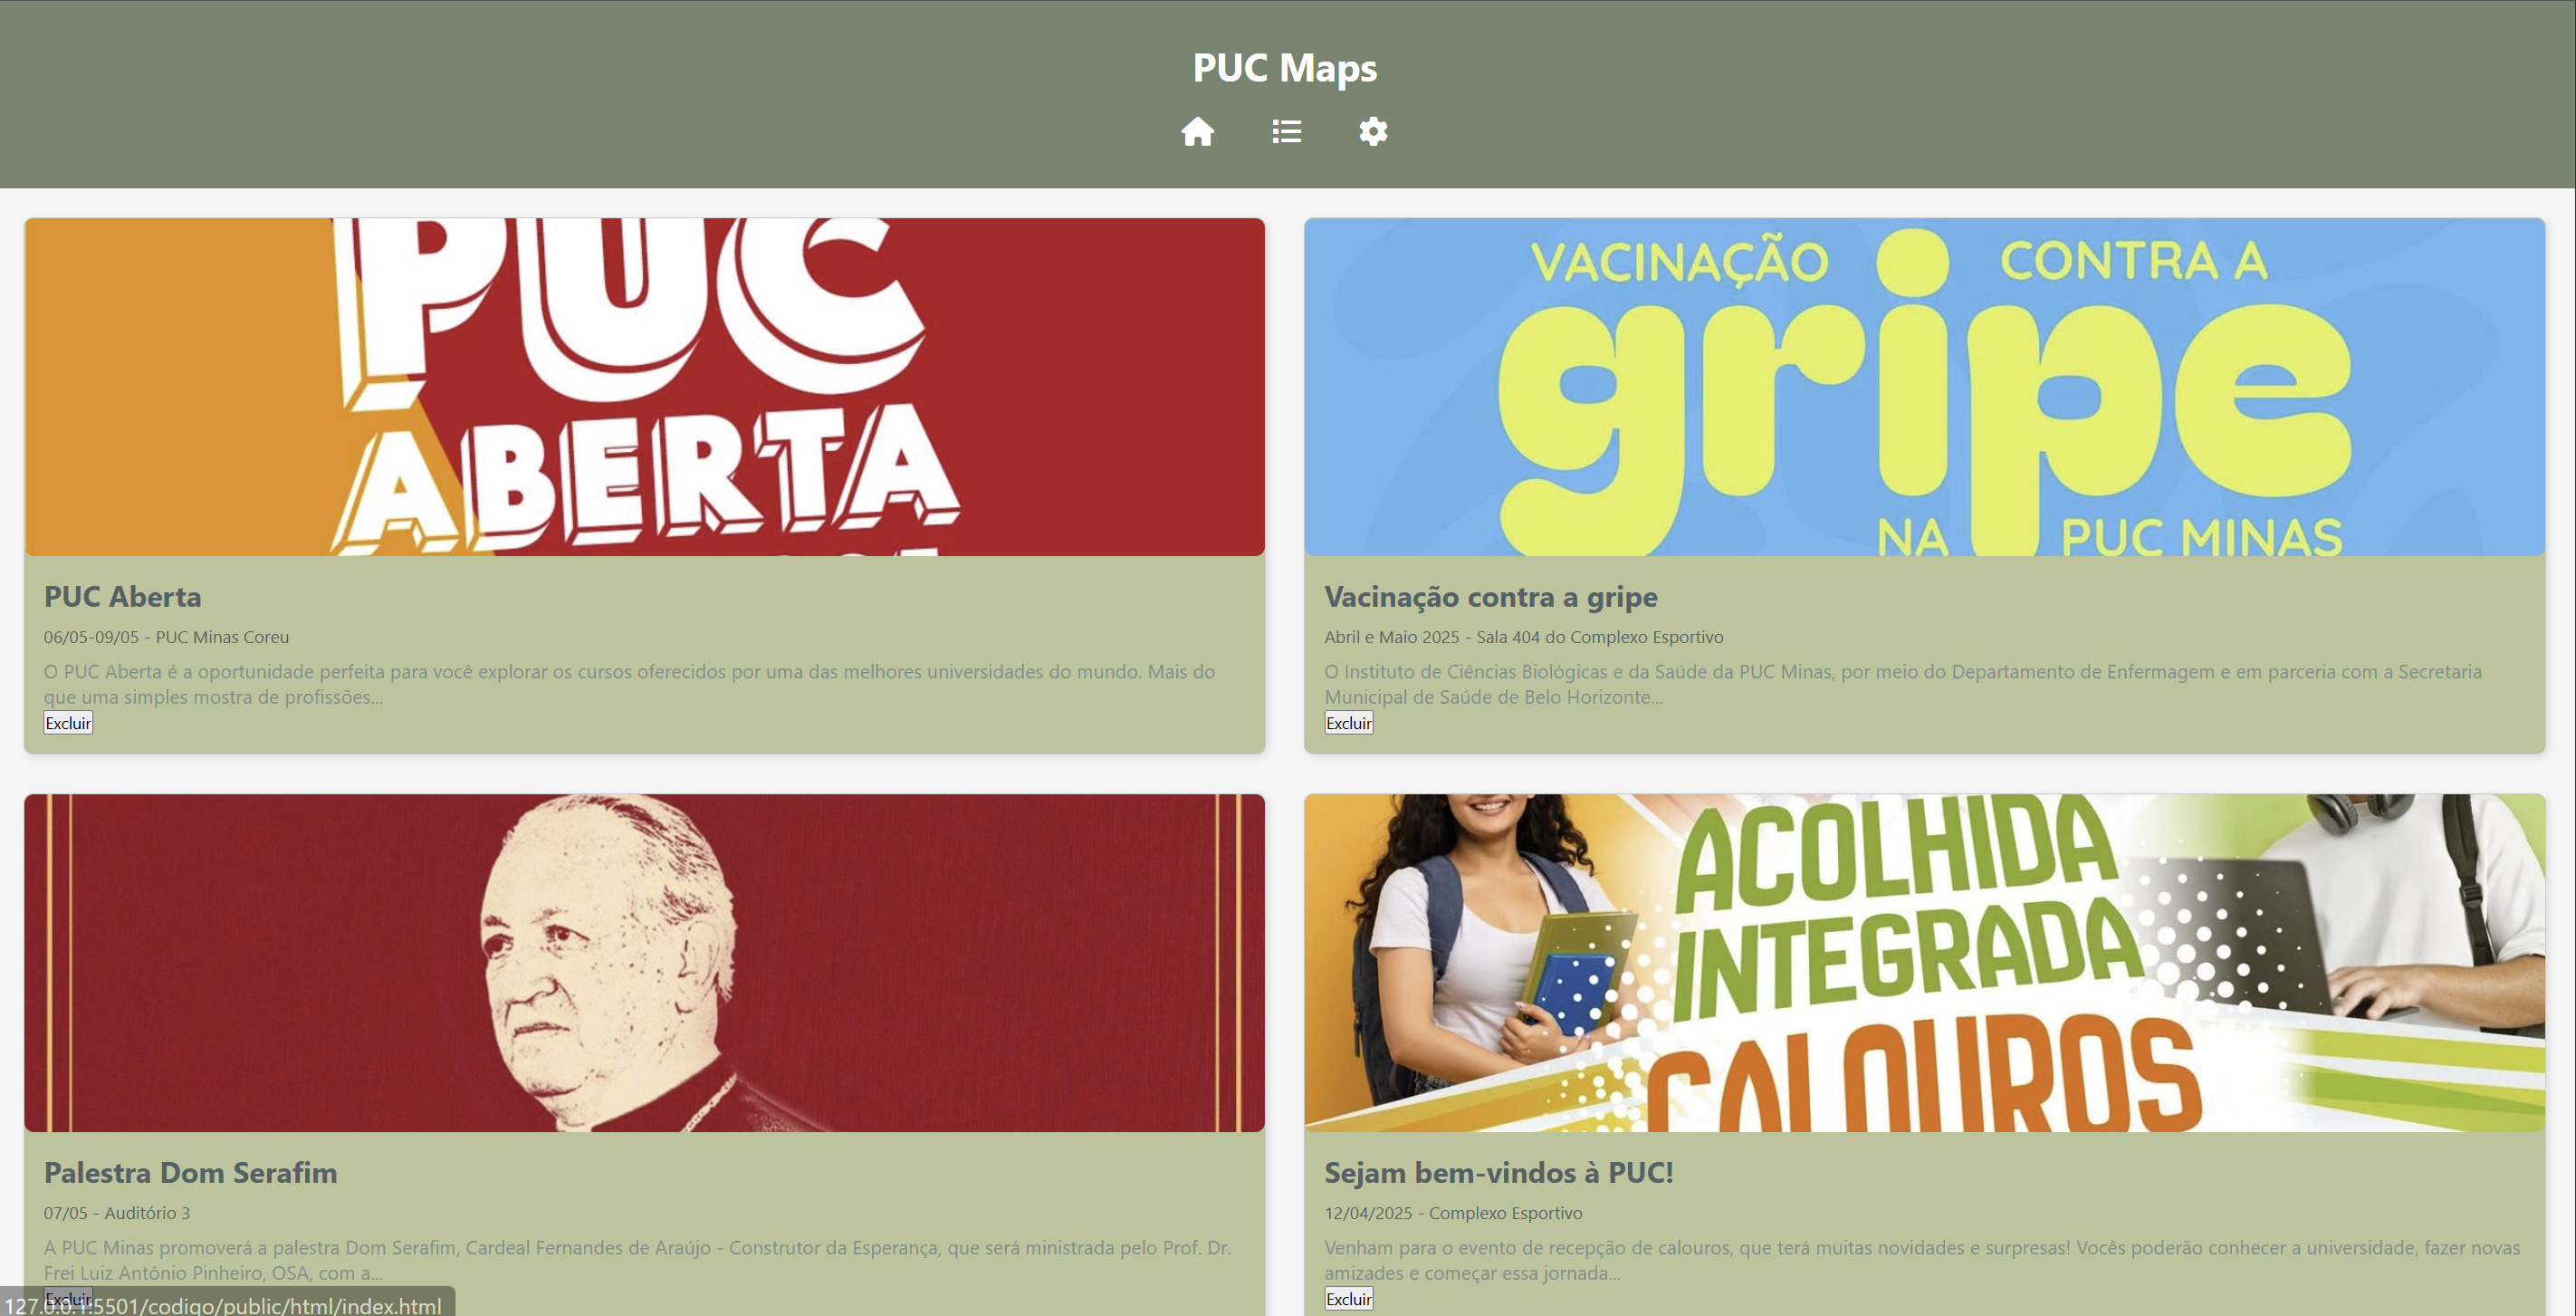 PUC Maps
PUC
ABERTA
VACINAÇÃO CONTRA A
gripe
NA PUC MINAS
PUC Aberta
06/05-09/05 - PUC Minas Coreu
O PUC Aberta é a oportunidade perfeita para você explorar os cursos oferecidos por uma das melhores universidades do mundo. Mais do
que uma simples mostra de profissões...
Excluir
Vacinação contra a gripe
Abril e Maio 2025 - Sala 404 do Complexo Esportivo
O Instituto de Ciências Biológicas e da Saúde da PUC Minas, por meio do Departamento de Enfermagem e em parceria com a Secretaria
Municipal de Saúde de Belo Horizonte...
Excluir
ACOLHIDA
INTEGRADA
CALOUROS
Palestra Dom Serafim
07/05 - Auditório 3
A PUC Minas promoverá a palestra Dom Serafim, Cardeal Fernandes de Araújo - Construtor da Esperança, que será ministrada pelo Prof. Dr.
Frei Luiz Antônio Pinheiro, OSA, com a...
Excluir
Sejam bem-vindos à PUC!
12/04/2025 - Complexo Esportivo
Venham para o evento de recepção de calouros, que terá muitas novidades e surpresas! Vocês poderão conhecer a universidade, fazer novas
amizades e começar essa jornada...
Excluir
127.0.0.1:5501/codigo/public/html/index.html